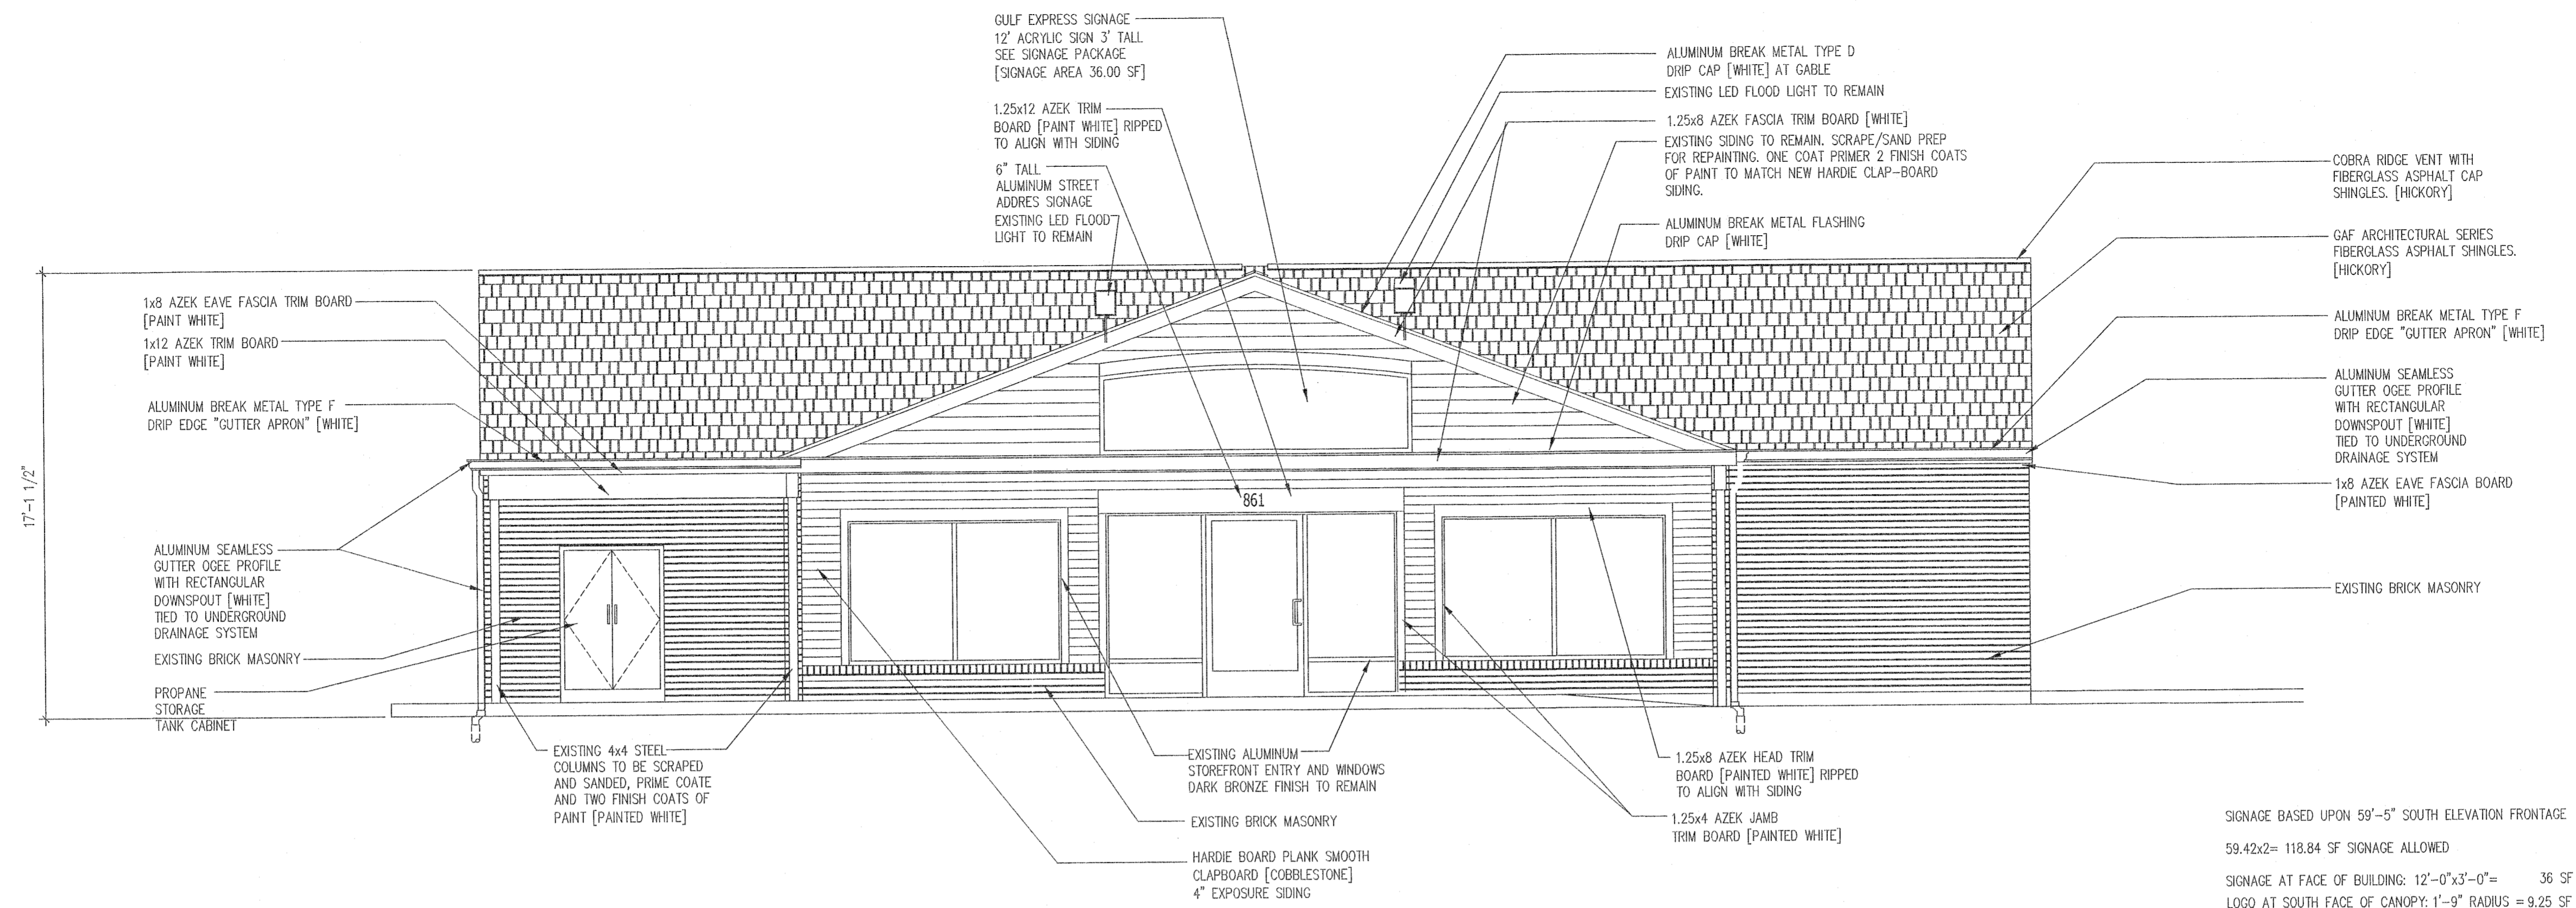 GULF EXPRESS SIGNAGE
12' ACRYLIC SIGN 3' TALL
SEE SIGNAGE PACKAGE
[SIGNAGE AREA 36.00 SF]
1.25x12 AZEK TRIM
BOARD [PAINT WHITE] RIPPED
TO ALIGN WITH SIDING
6" TALL
ALUMINUM STREET
ADDRES SIGNAGE
EXISTING LED FLOOD
LIGHT TO REMAIN
ALUMINUM BREAK METAL TYPE D
DRIP CAP [WHITE] AT GABLE
EXISTING LED FLOOD LIGHT TO REMAIN
1.25x8 AZEK FASCIA TRIM BOARD [WHITE]
EXISTING SIDING TO REMAIN. SCRAPE/SAND PREP
FOR REPAINTING. ONE COAT PRIMER 2 FINISH COATS
OF PAINT TO MATCH NEW HARDIE CLAP-BOARD
SIDING.
ALUMINUM BREAK METAL FLASHING
DRIP CAP [WHITE]
COBRA RIDGE VENT WITH
FIBERGLASS ASPHALT CAP
SHINGLES. [HICKORY]
GAF ARCHITECTURAL SERIES
FIBERGLASS ASPHALT SHINGLES.
[HICKORY]
ALUMINUM BREAK METAL TYPE F
DRIP EDGE "GUTTER APRON" [WHITE]
ALUMINUM SEAMLESS
GUTTER OGEE PROFILE
WITH RECTANGULAR
DOWNSPOUT [WHITE]
TIED TO UNDERGROUND
DRAINAGE SYSTEM
1x8 AZEK EAVE FASCIA BOARD
[PAINTED WHITE]
EXISTING BRICK MASONRY
17'-1 1/2"
1x8 AZEK EAVE FASCIA TRIM BOARD
[PAINT WHITE]
1x12 AZEK TRIM BOARD
[PAINT WHITE]
ALUMINUM BREAK METAL TYPE F
DRIP EDGE "GUTTER APRON" [WHITE]
ALUMINUM SEAMLESS
GUTTER OGEE PROFILE
WITH RECTANGULAR
DOWNSPOUT [WHITE]
TIED TO UNDERGROUND
DRAINAGE SYSTEM
EXISTING BRICK MASONRY
PROPANE
STORAGE
TANK CABINET
861
EXISTING 4x4 STEEL
COLUMNS TO BE SCRAPED
AND SANDED, PRIME COATE
AND TWO FINISH COATS OF
PAINT [PAINTED WHITE]
EXISTING ALUMINUM
STOREFRONT ENTRY AND WINDOWS
DARK BRONZE FINISH TO REMAIN
EXISTING BRICK MASONRY
HARDIE BOARD PLANK SMOOTH
CLAPBOARD [COBBLESTONE]
4" EXPOSURE SIDING
1.25x8 AZEK HEAD TRIM
BOARD [PAINTED WHITE] RIPPED
TO ALIGN WITH SIDING
1.25x4 AZEK JAMB
TRIM BOARD [PAINTED WHITE]
SIGNAGE BASED UPON 59'-5" SOUTH ELEVATION FRONTAGE
59.42x2= 118.84 SF SIGNAGE ALLOWED
SIGNAGE AT FACE OF BUILDING: 12'-0"x3'-0"= 36 SF
LOGO AT SOUTH FACE OF CANOPY: 1'-9" RADIUS = 9.25 SF